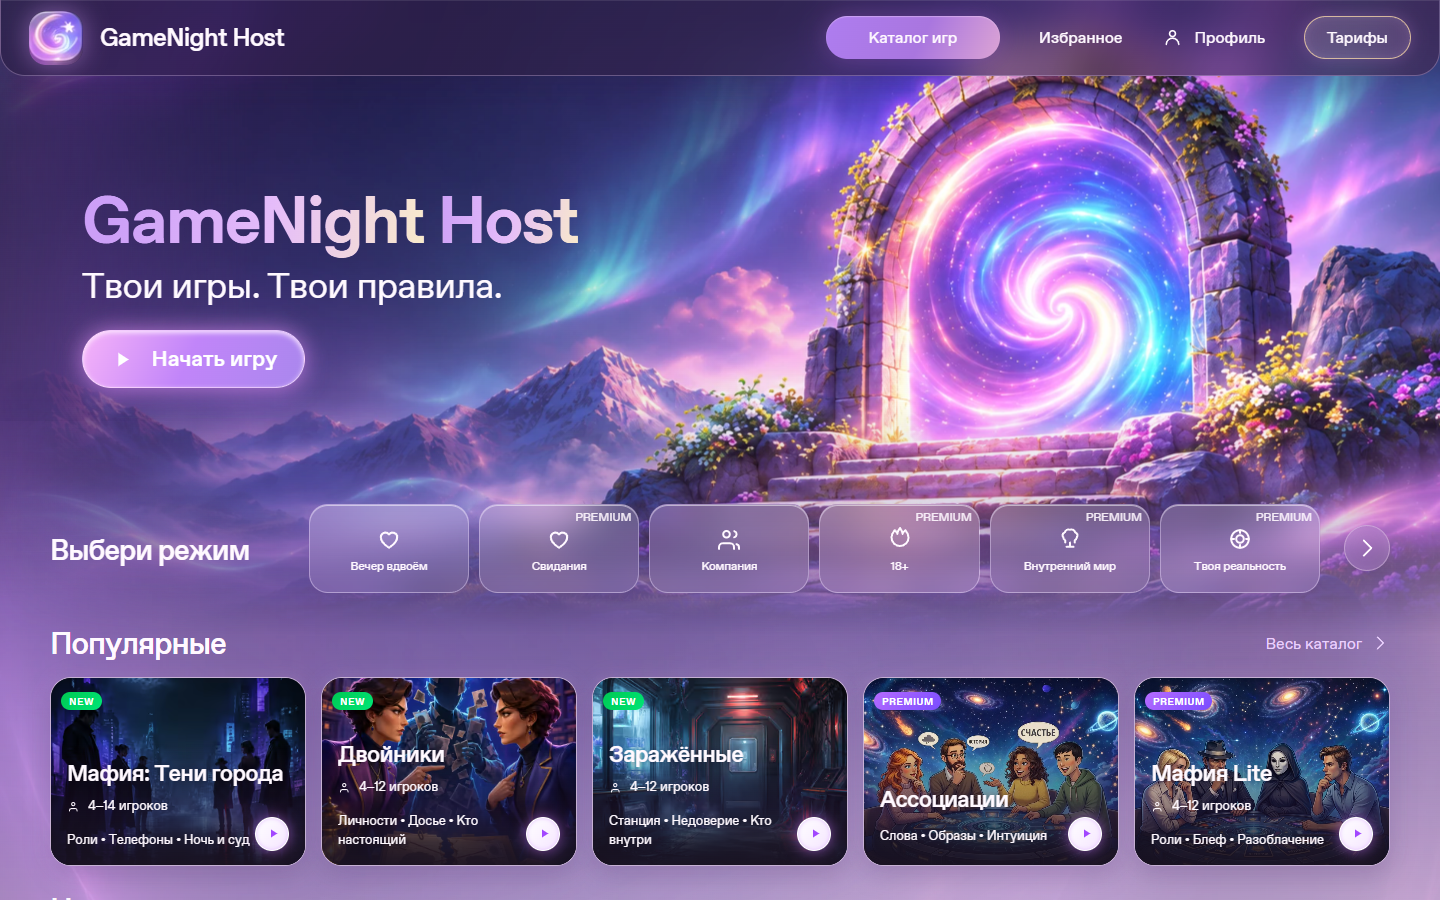 GameNight Host
Каталог игр
Избранное
Профиль
Тарифы
GameNight Host
Твои игры. Твои правила.
Начать игру
Выбери режим
Вечер вдвоём
PREMIUM
Свидания
Компания
PREMIUM
18+
PREMIUM
Внутренний мир
PREMIUM
Твоя реальность
Популярные
Весь каталог
NEW
Мафия: Тени города
4–14 игроков
Роли • Телефоны • Ночь и суд
NEW
Двойники
4–12 игроков
Личности • Досье • Кто
настоящий
NEW
Заражённые
4–12 игроков
Станция • Недоверие • Кто
внутри
PREMIUM
СЧАСТЬЕ
Ассоциации
Слова • Образы • Интуиция
PREMIUM
Мафия Lite
4–12 игроков
Роли • Блеф • Разоблачение